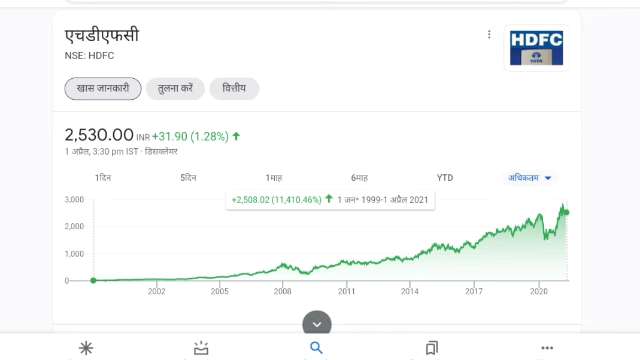 एचडीएफसी
NSE: HDFC
HDFC
TATA
खास जानकारी
तुलना करें
वित्तीय
2,530.00 INR +31.90 (1.28%)
1 अप्रैल, 3:30 pm IST · डिसक्लेमर
1दिन 5दिन 1माह 6माह YTD अधिकतम
+2,508.02 (11,410.46%) 1 जन॰ 1999-1 अप्रैल 2021
3,000
2,000
1,000
0
2002 2005 2008 2011 2014 2017 2020